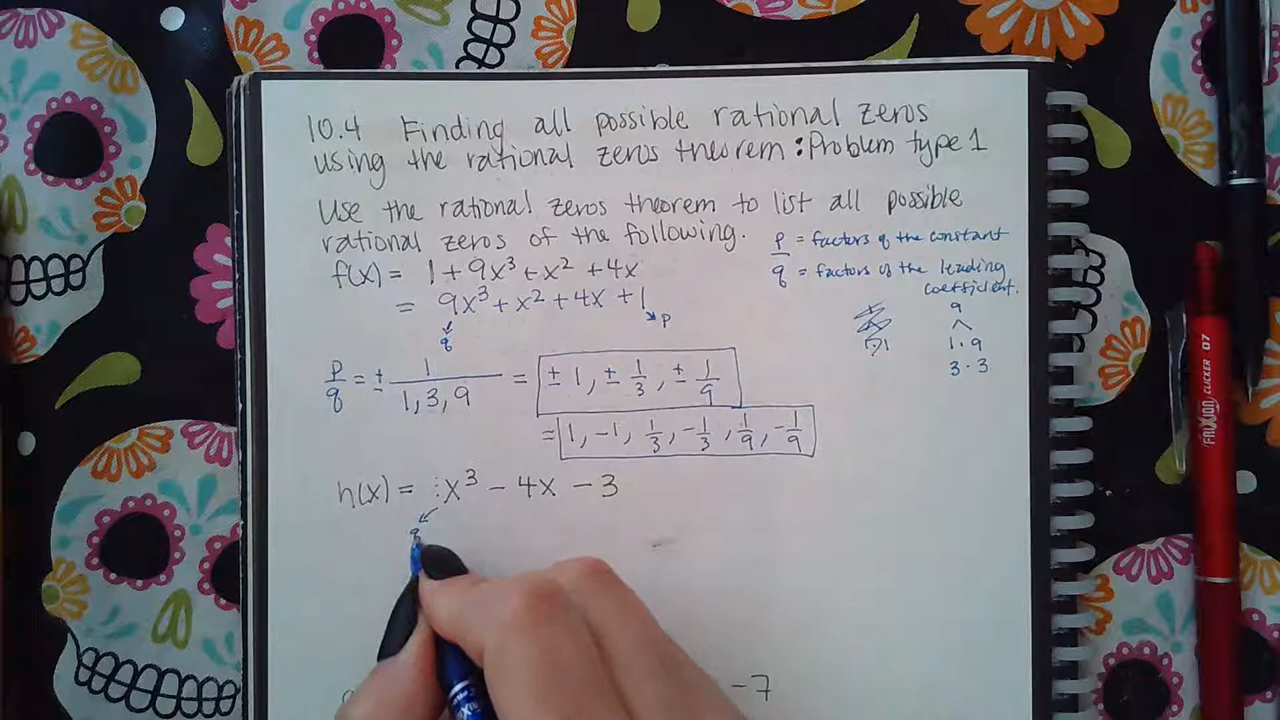 10.4 Finding all possible rational zeros
using the rational zeros theorem: Problem type 1
Use the rational zeros theorem to list all possible
rational zeros of the following.
p = factors of the constant
q = factors of the leading
coefficient.
f(x) = 1 + 9x³ + x² + 4x
= 9x³ + x² + 4x + 1
q
p
9
1·9
3·3
p/q = ± 1/1, 3, 9 = ± 1, ± 1/3, ± 1/9
= 1, -1, 1/3, -1/3, 1/9, -1/9
h(x) = x³ - 4x - 3
q
-7
FRIXION CLICKER 07